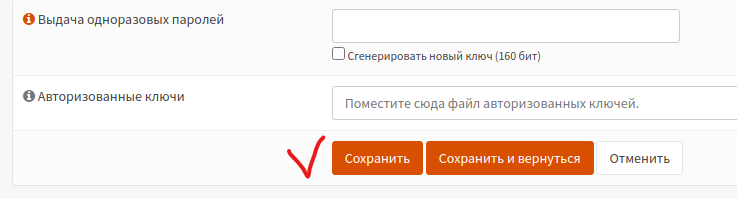 Выдача одноразовых паролей
Сгенерировать новый ключ (160 бит)
Авторизованные ключи
Поместите сюда файл авторизованных ключей.
Сохранить
Сохранить и вернуться
Отменить